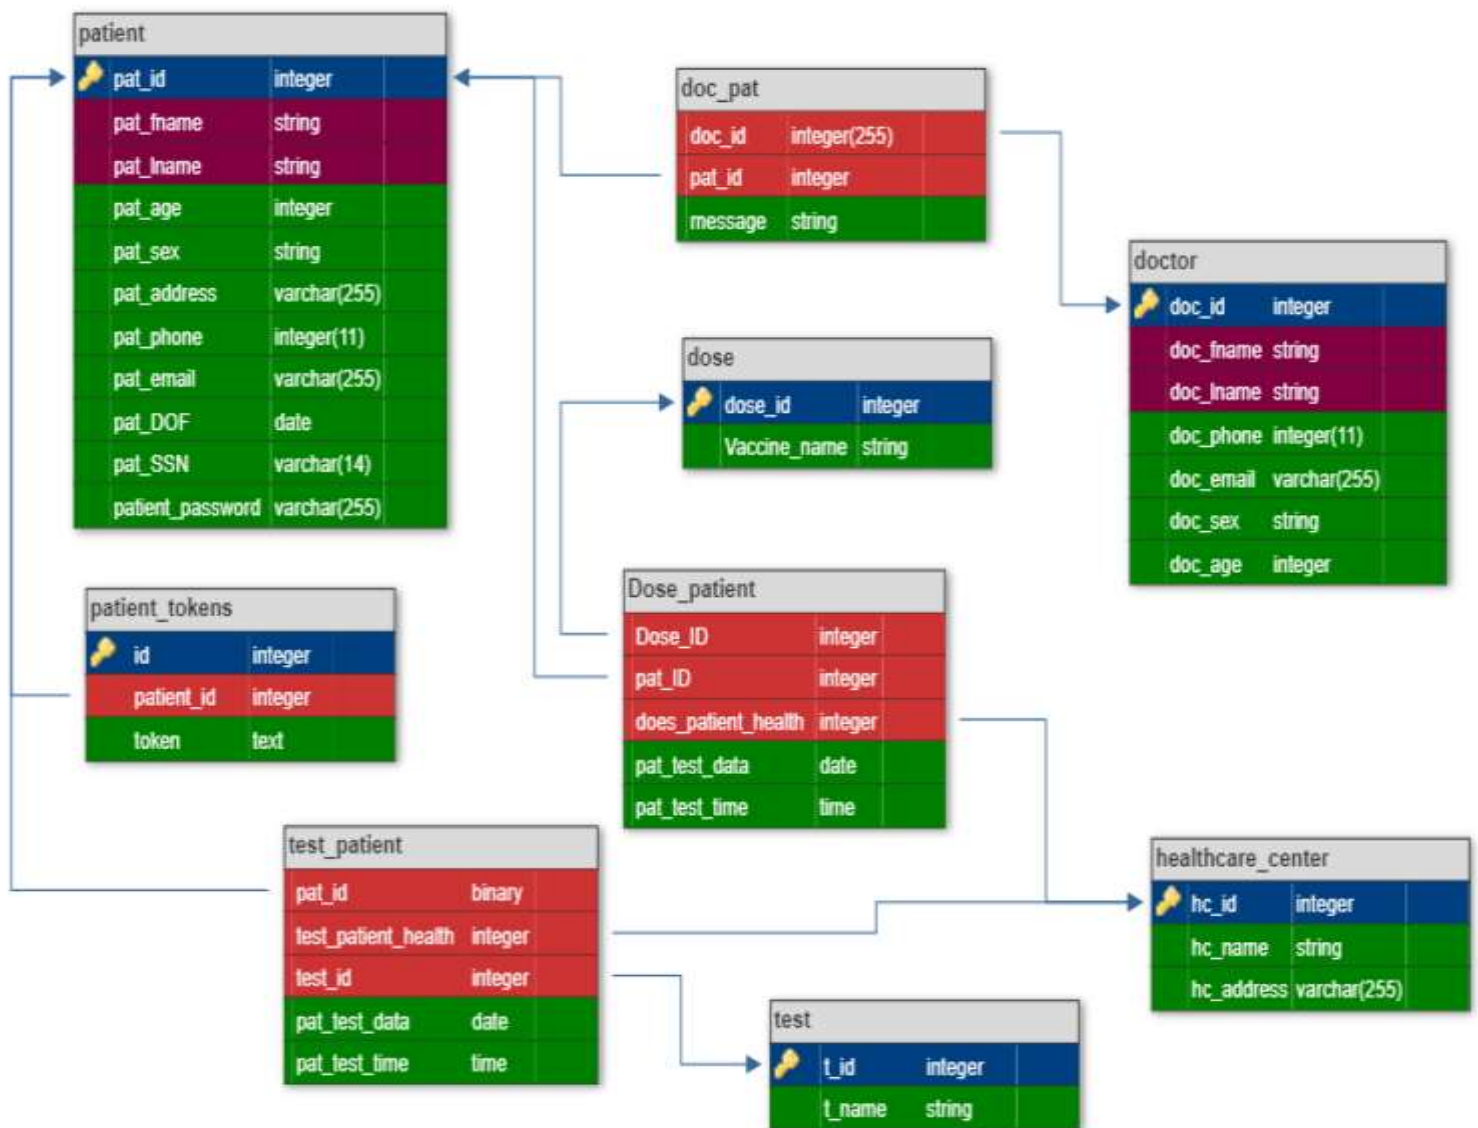 patient
pat_id integer
pat_fname string
pat_lname string
pat_age integer
pat_sex string
pat_address varchar(255)
pat_phone integer(11)
pat_email varchar(255)
pat_DOF date
pat_SSN varchar(14)
patient_password varchar(255)
doc_pat
doc_id integer(255)
pat_id integer
message string
doctor
doc_id integer
doc_fname string
doc_lname string
doc_phone integer(11)
doc_email varchar(255)
doc_sex string
doc_age integer
dose
dose_id integer
Vaccine_name string
patient_tokens
id integer
patient_id integer
token text
Dose_patient
Dose_ID integer
pat_ID integer
does_patient_health integer
pat_test_data date
pat_test_time time
test_patient
pat_id binary
test_patient_health integer
test_id integer
pat_test_data date
pat_test_time time
healthcare_center
hc_id integer
hc_name string
hc_address varchar(255)
test
t_id integer
t_name string